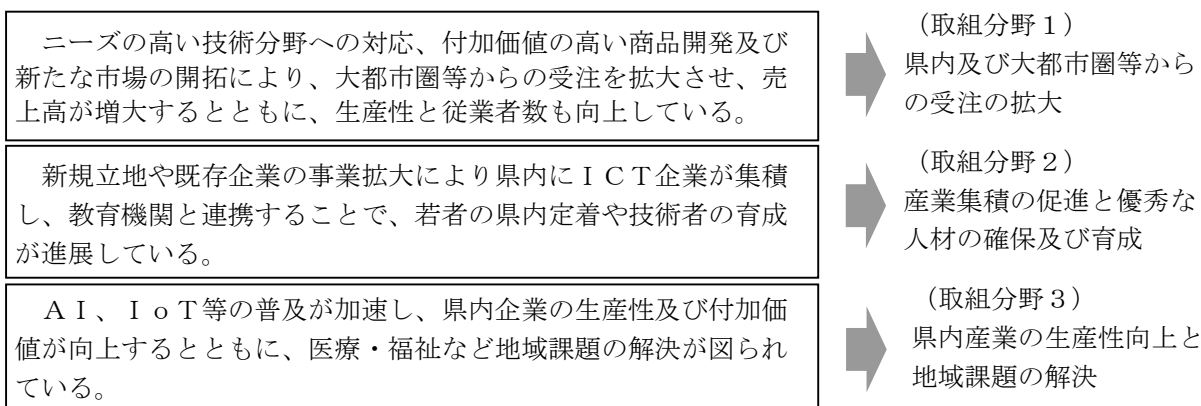 ニーズの高い技術分野への対応、付加価値の高い商品開発及び
新たな市場の開拓により、大都市圏等からの受注を拡大させ、売
上高が増大するとともに、生産性と従業者数も向上している。
（取組分野１）
県内及び大都市圏等から
の受注の拡大
　新規立地や既存企業の事業拡大により県内にＩＣＴ企業が集積
し、教育機関と連携することで、若者の県内定着や技術者の育成
が進展している。
（取組分野２）
産業集積の促進と優秀な
人材の確保及び育成
　ＡＩ、ＩｏＴ等の普及が加速し、県内企業の生産性及び付加価
値が向上するとともに、医療・福祉など地域課題の解決が図られ
ている。
（取組分野３）
県内産業の生産性向上と
地域課題の解決